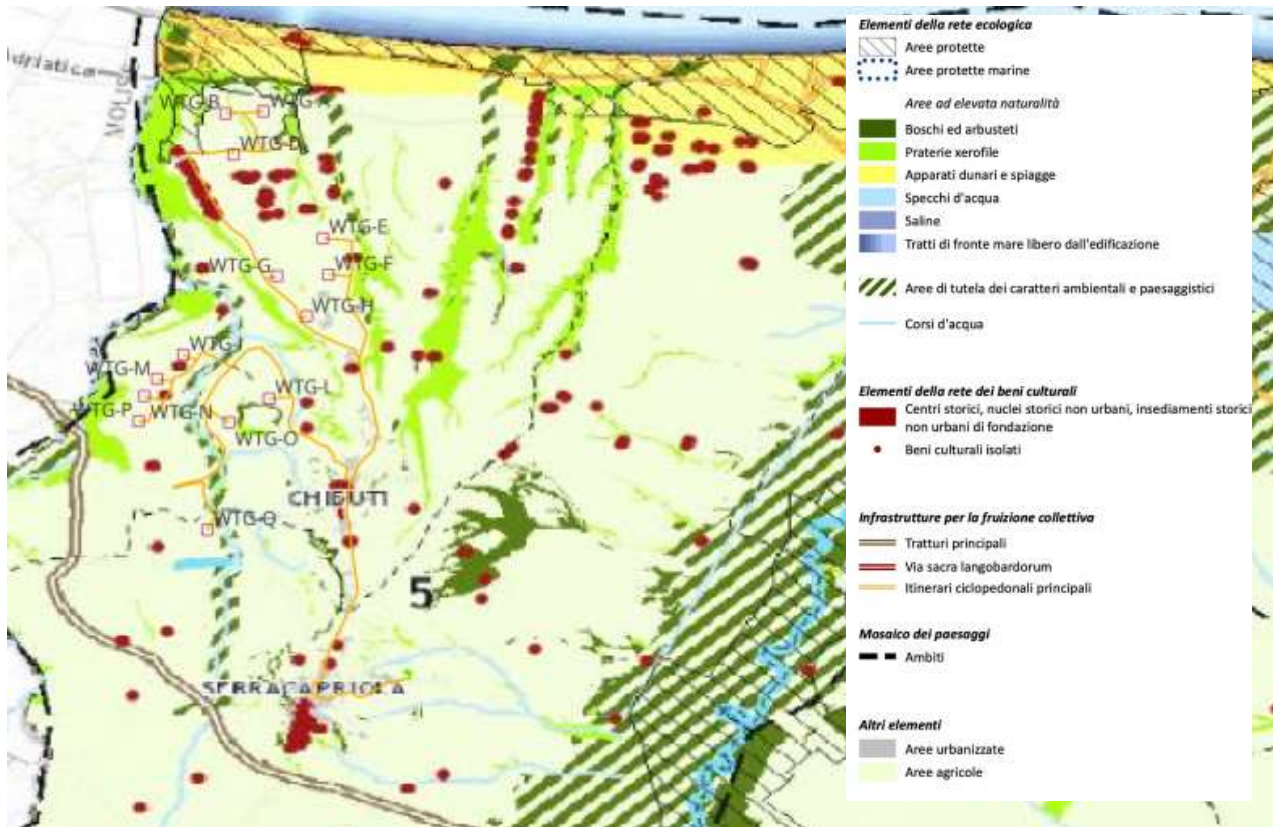 driatica
MOLISE
WTG-B
WTG-
WTG-D
WTG-E
WTG-G
WTG-F
WTG-H
WTG-I
WTG-M
WTG-L
WTG-P
WTG-N
WTG-O
CHIEUTI
WTG-Q
5
SERRACAPRIOLA
Elementi della rete ecologica
Aree protette
Aree protette marine
Aree ad elevata naturalità
Boschi ed arbusteti
Praterie xerofile
Apparati dunari e spiagge
Specchi d'acqua
Saline
Tratti di fronte mare libero dall'edificazione
Aree di tutela dei caratteri ambientali e paesaggistici
Corsi d'acqua
Elementi della rete dei beni culturali
Centri storici, nuclei storici non urbani, insediamenti storici
non urbani di fondazione
Beni culturali isolati
Infrastrutture per la fruizione collettiva
Tratturi principali
Via sacra langobardorum
Itinerari ciclopedonali principali
Mosaico dei paesaggi
Ambiti
Altri elementi
Aree urbanizzate
Aree agricole